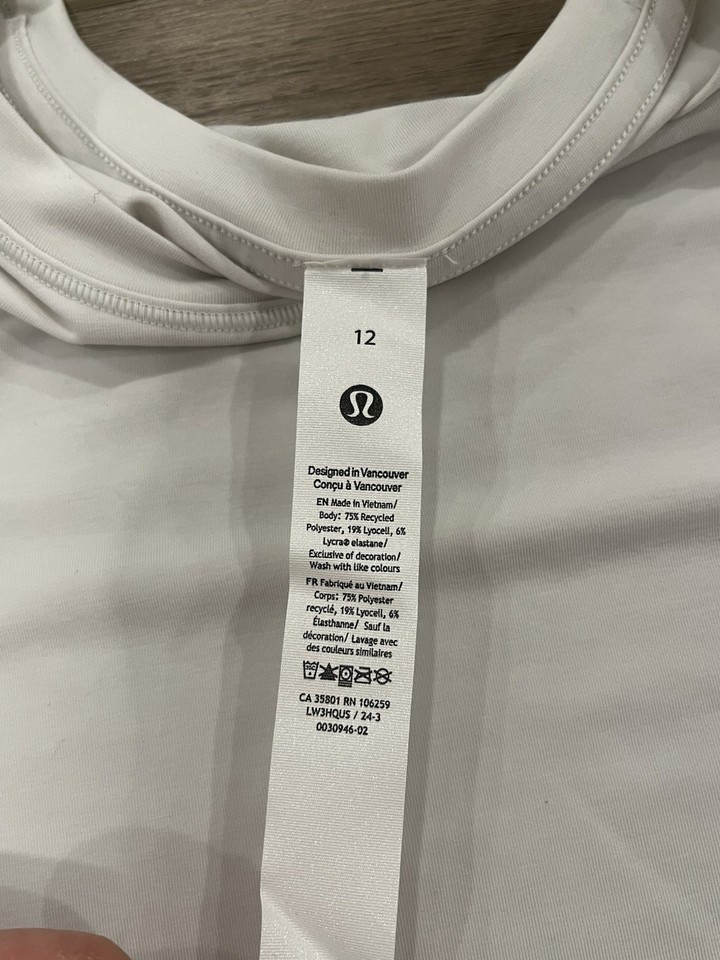 12
Designed in Vancouver
Conçu à Vancouver
EN Made in Vietnam/
Body: 75% Recycled
Polyester, 19% Lyocell, 6%
Lycra® elastane/
Exclusive of decoration/
Wash with like colours
FR Fabriqué au Vietnam/
Corps: 75% Polyester
recyclé, 19% Lyocell, 6%
Élasthanne/ Sauf la
décoration/ Lavage avec
des couleurs similaires
CA 35801 RN 106259
LW3HQUS / 24-3
0030946-02